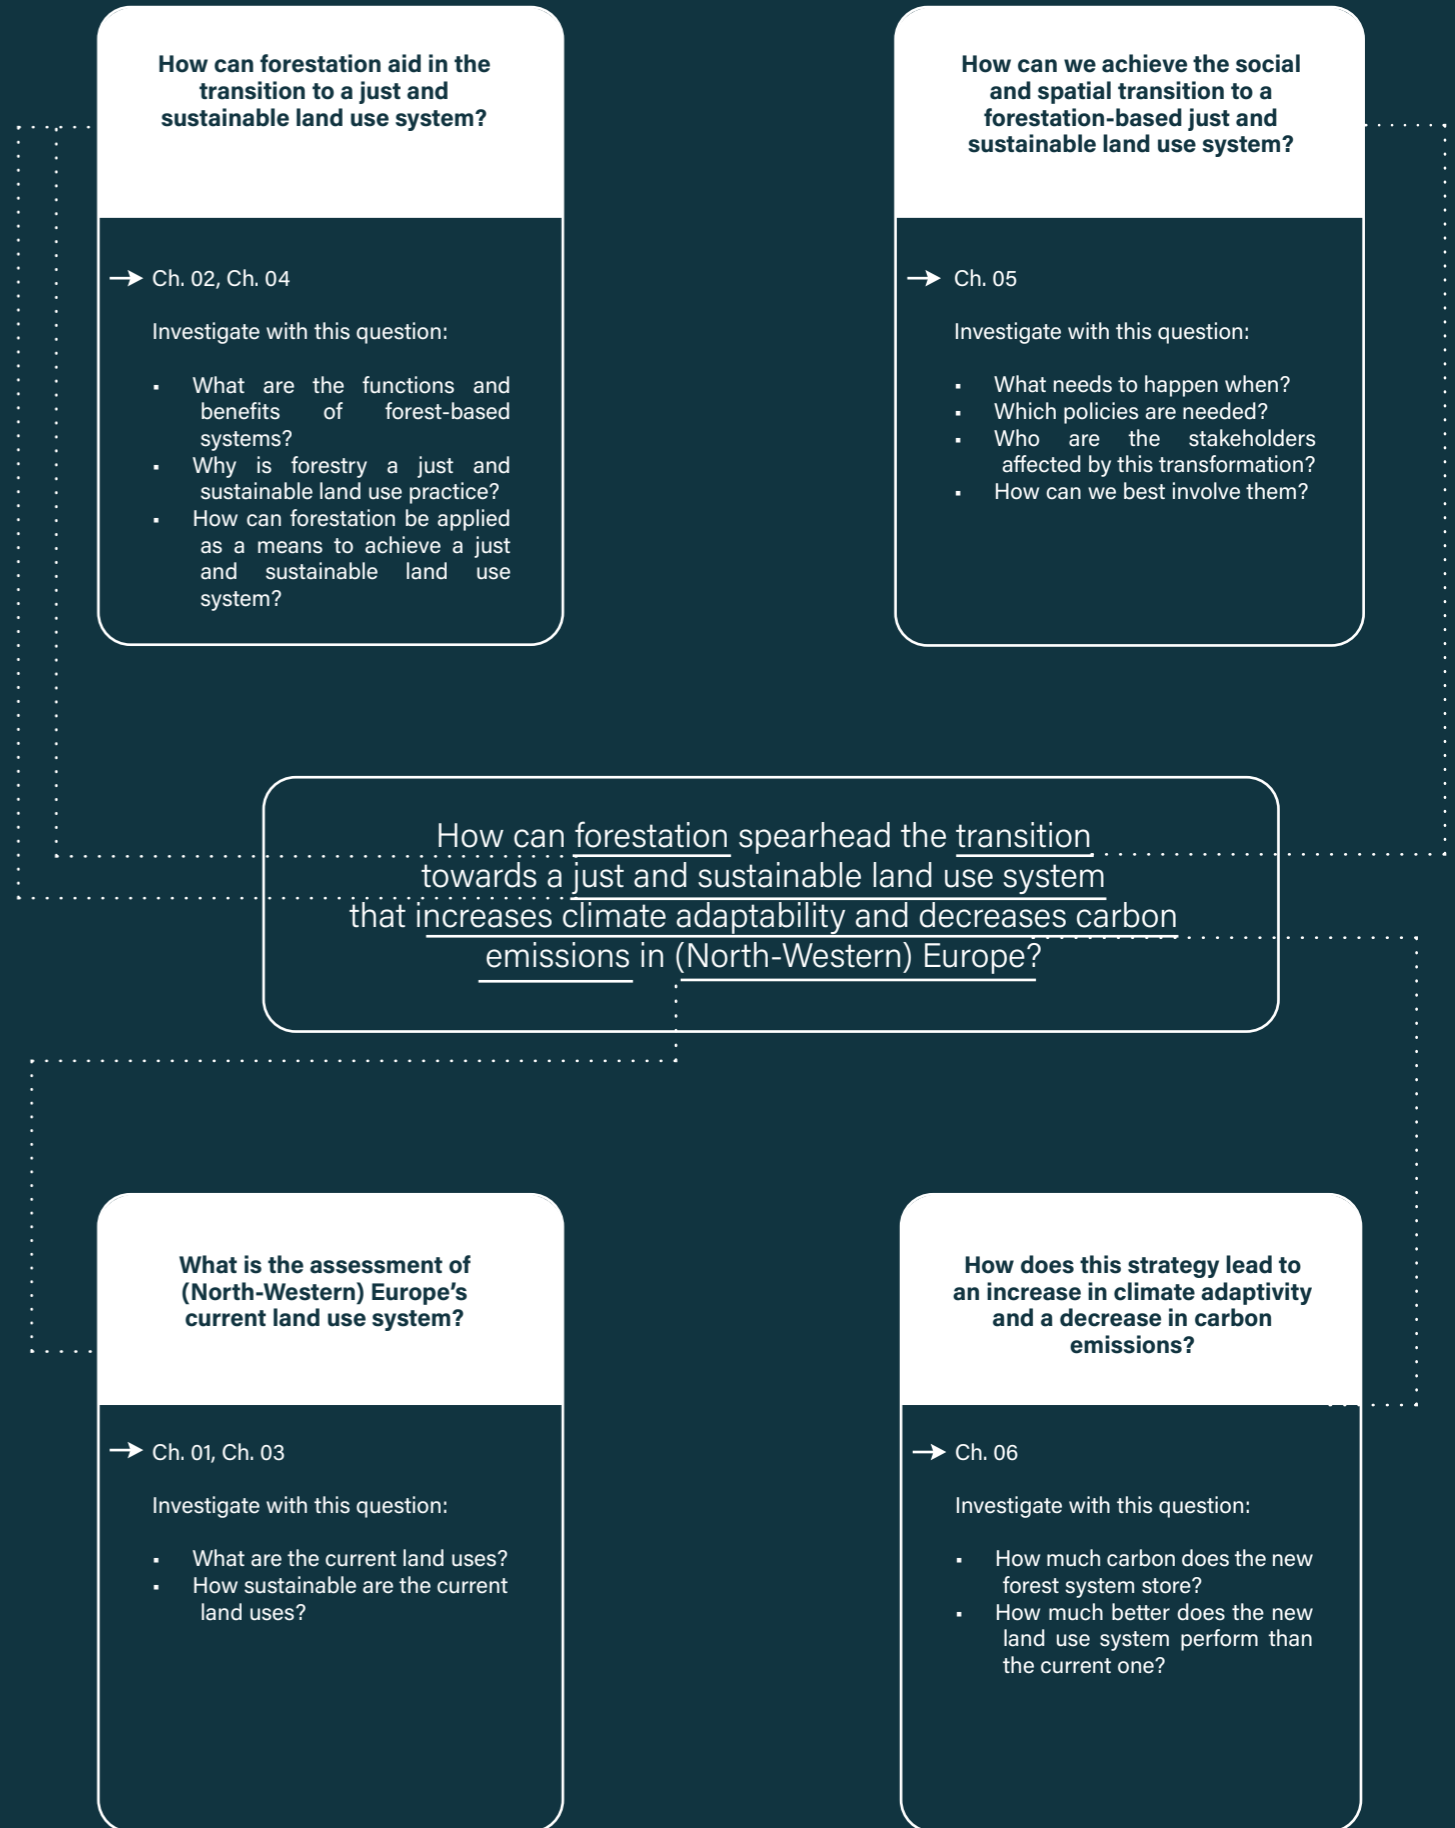 How can forestation aid in the
transition to a just and
sustainable land use system?
→ Ch. 02, Ch. 04
Investigate with this question:
▪ What are the functions and
benefits of forest-based
systems?
▪ Why is forestry a just and
sustainable land use practice?
▪ How can forestation be applied
as a means to achieve a just
and sustainable land use
system?
How can we achieve the social
and spatial transition to a
forestation-based just and
sustainable land use system?
→ Ch. 05
Investigate with this question:
▪ What needs to happen when?
▪ Which policies are needed?
▪ Who are the stakeholders
affected by this transformation?
▪ How can we best involve them?
How can forestation spearhead the transition
towards a just and sustainable land use system
that increases climate adaptability and decreases carbon
emissions in (North-Western) Europe?
What is the assessment of
(North-Western) Europe’s
current land use system?
→ Ch. 01, Ch. 03
Investigate with this question:
▪ What are the current land uses?
▪ How sustainable are the current
land uses?
How does this strategy lead to
an increase in climate adaptivity
and a decrease in carbon
emissions?
→ Ch. 06
Investigate with this question:
▪ How much carbon does the new
forest system store?
▪ How much better does the new
land use system perform than
the current one?